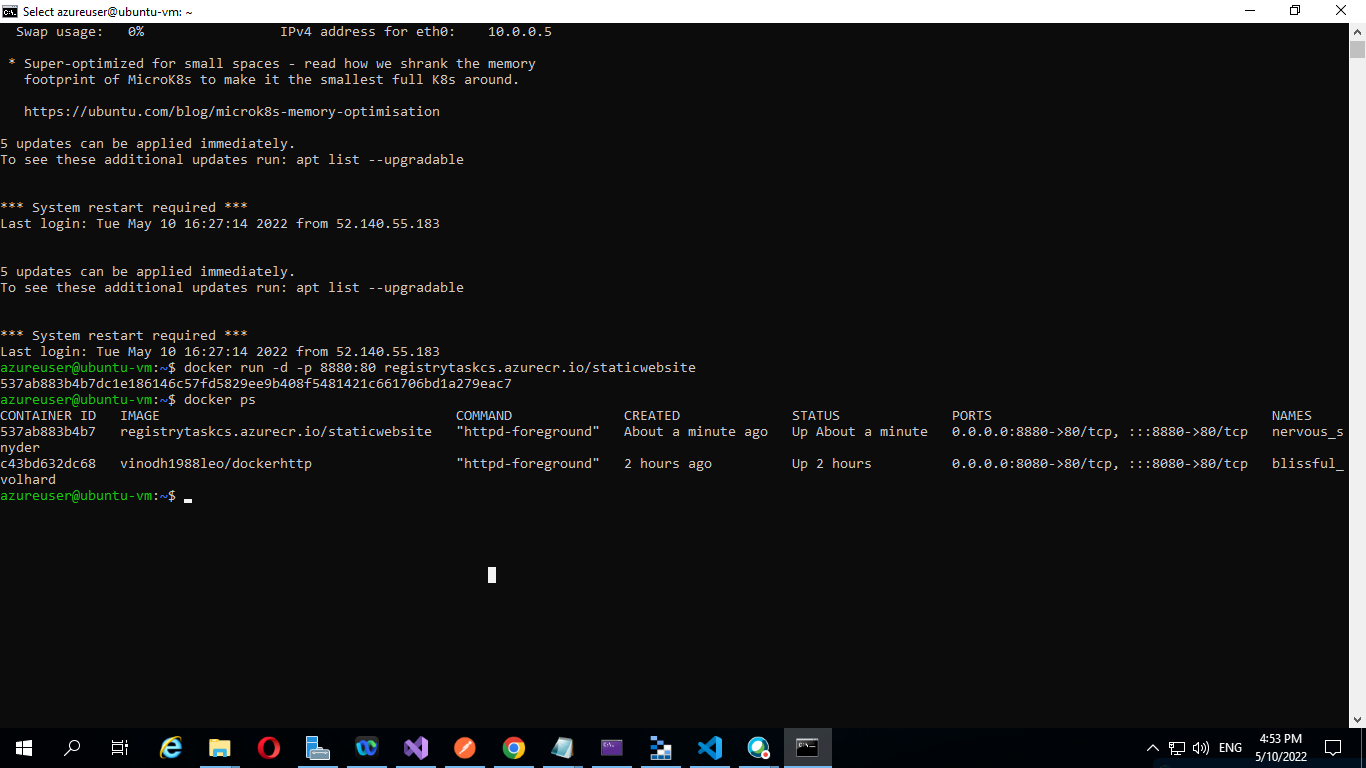 Select azureuser@ubuntu-vm: ~
Swap usage:   0%                      IPv4 address for eth0:    10.0.0.5
* Super-optimized for small spaces - read how we shrank the memory
footprint of MicroK8s to make it the smallest full K8s around.
https://ubuntu.com/blog/microk8s-memory-optimisation
5 updates can be applied immediately.
To see these additional updates run: apt list --upgradable
*** System restart required ***
Last login: Tue May 10 16:27:14 2022 from 52.140.55.183
5 updates can be applied immediately.
To see these additional updates run: apt list --upgradable
*** System restart required ***
Last login: Tue May 10 16:27:14 2022 from 52.140.55.183
azureuser@ubuntu-vm:~$ docker run -d -p 8880:80 registrytaskcs.azurecr.io/staticwebsite
537ab883b4b7dc1e186146c57fd5829ee9b408f5481421c661706bd1a279eac7
azureuser@ubuntu-vm:~$ docker ps
CONTAINER ID   IMAGE                                     COMMAND              CREATED              STATUS              PORTS                                   NAMES
537ab883b4b7   registrytaskcs.azurecr.io/staticwebsite   "httpd-foreground"   About a minute ago   Up About a minute   0.0.0.0:8880->80/tcp, :::8880->80/tcp   nervous_s
nyder
c43bd632dc68   vinodh1988leo/dockerhttp                  "httpd-foreground"   2 hours ago          Up 2 hours          0.0.0.0:8080->80/tcp, :::8080->80/tcp   blissful_
volhard
azureuser@ubuntu-vm:~$
ENG
4:53 PM
5/10/2022